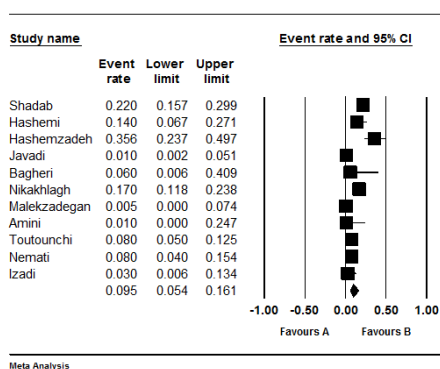 Study name Event rate and 95% CI
Event Lower Upper
rate limit limit
Shadab 0.220 0.157 0.299
Hashemi 0.140 0.067 0.271
Hashemzadeh 0.356 0.237 0.497
Javadi 0.010 0.002 0.051
Bagheri 0.060 0.006 0.409
Nikakhlagh 0.170 0.118 0.238
Malekzadegan 0.005 0.000 0.074
Amini 0.010 0.000 0.247
Toutounchi 0.080 0.050 0.125
Nemati 0.080 0.040 0.154
Izadi 0.030 0.006 0.134
0.095 0.054 0.161
-1.00 -0.50 0.00 0.50 1.00
Favours A Favours B
Meta Analysis